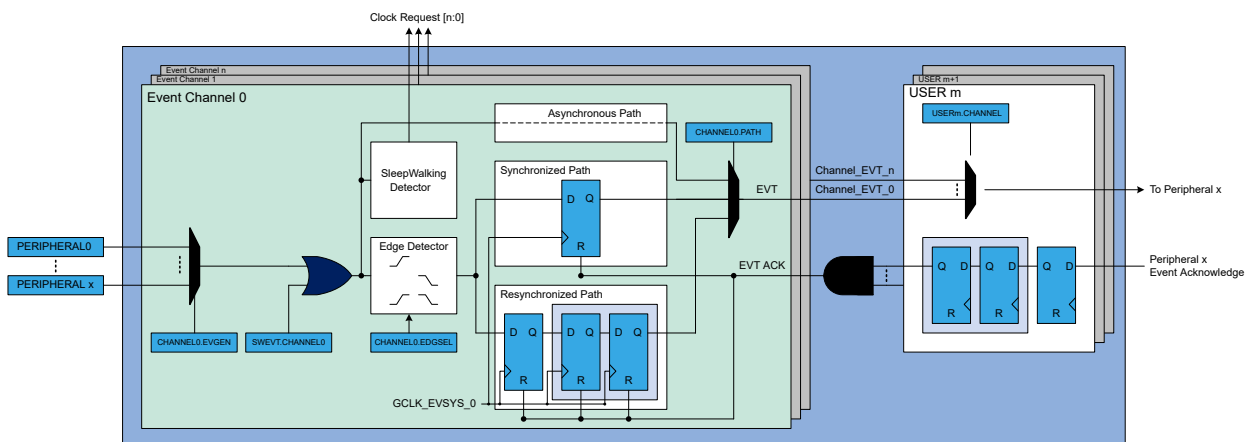 Clock Request [n:0]
Event Channel n
Event Channel 1
Event Channel 0
USER m+1
USER m
Asynchronous Path
CHANNEL0.PATH
USERm.CHANNEL
SleepWalking
Detector
Synchronized Path
D Q
R
EVT
Channel_EVT_n
Channel_EVT_0
To Peripheral x
PERIPHERAL0
PERIPHERAL x
Edge Detector
EVT ACK
Q D
R
Q D
R
Q D
R
Peripheral x
Event Acknowledge
Resynchronized Path
D Q
R
D Q
R
D Q
R
CHANNEL0.EVGEN
SWEVT.CHANNEL0
CHANNEL0.EDGSEL
GCLK_EVSYS_0